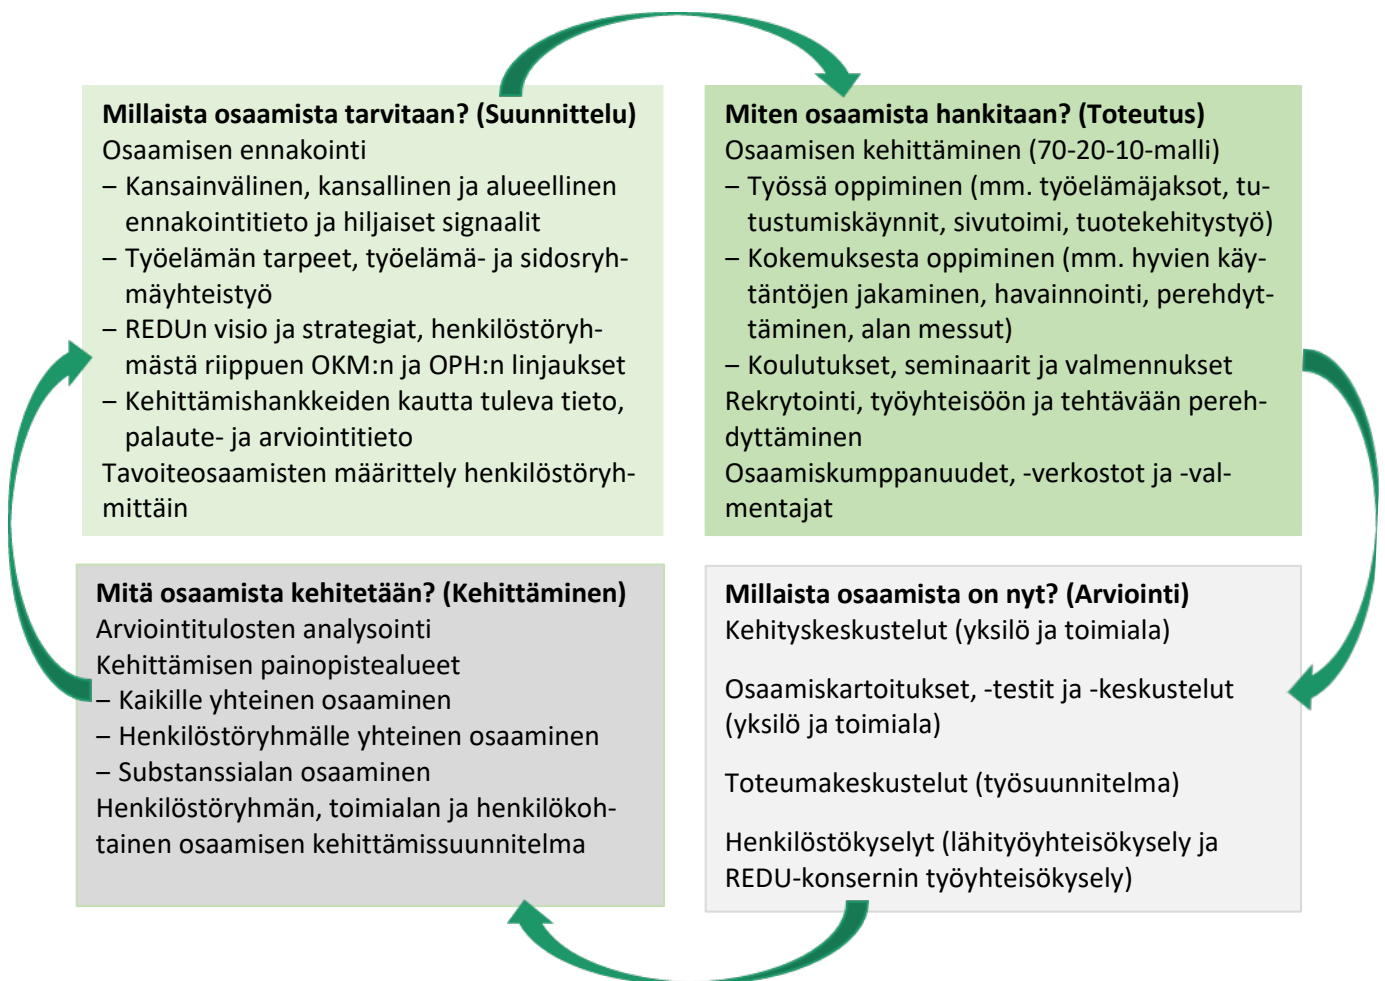 Millaista osaamista tarvitaan? (Suunnittelu)
Osaamisen ennakointi
– Kansainvälinen, kansallinen ja alueellinen
ennakointitieto ja hiljaiset signaalit
– Työelämän tarpeet, työelämä- ja sidosryh-
mäyhteistyö
– REDUn visio ja strategiat, henkilöstöryh-
mästä riippuen OKM:n ja OPH:n linjaukset
– Kehittämishankkeiden kautta tuleva tieto,
palaute- ja arviointitieto
Tavoiteosaamisten määrittely henkilöstöryh-
mittäin
Miten osaamista hankitaan? (Toteutus)
Osaamisen kehittäminen (70-20-10-malli)
– Työssä oppiminen (mm. työelämäjaksot, tu-
tustumiskäynnit, sivutoimi, tuotekehitystyö)
– Kokemuksesta oppiminen (mm. hyvien käy-
täntöjen jakaminen, havainnointi, perehdyt-
täminen, alan messut)
– Koulutukset, seminaarit ja valmennukset
Rekrytointi, työyhteisöön ja tehtävään pereh-
dyttäminen
Osaamiskumppanuudet, -verkostot ja -val-
mentajat
Mitä osaamista kehitetään? (Kehittäminen)
Arviointitulosten analysointi
Kehittämisen painopistealueet
– Kaikille yhteinen osaaminen
– Henkilöstöryhmälle yhteinen osaaminen
– Substanssialan osaaminen
Henkilöstöryhmän, toimialan ja henkilökoh-
tainen osaamisen kehittämissuunnitelma
Millaista osaamista on nyt? (Arviointi)
Kehityskeskustelut (yksilö ja toimiala)
Osaamiskartoitukset, -testit ja -keskustelut
(yksilö ja toimiala)
Toteumakeskustelut (työsuunnitelma)
Henkilöstökyselyt (lähityöyhteisökysely ja
REDU-konsernin työyhteisökysely)